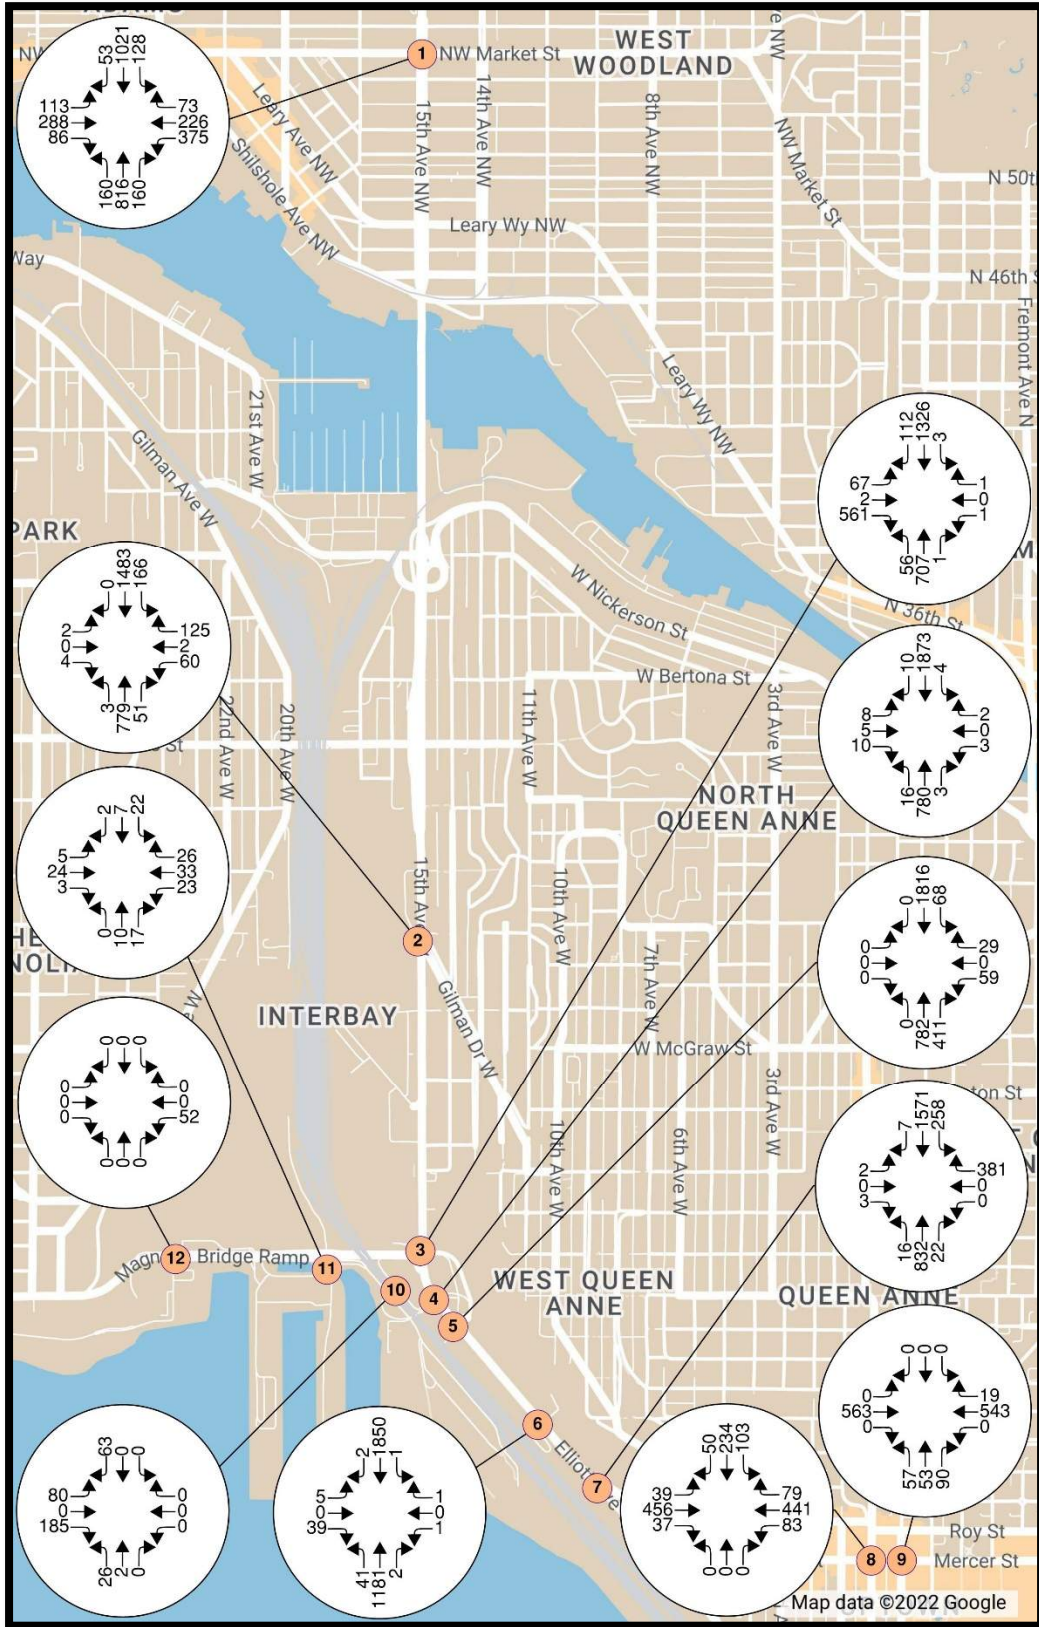 ADAMS
NW
NW Market St
WEST
WOODLAND
1
53
1021
128
113
288
86
73
226
375
160
816
160
Leary Ave NW
Shilshole Ave NW
15th Ave NW
14th Ave NW
8th Ave NW
ve NW
NW Market St
N 50t
Leary Wy NW
N 46th S
Way
Fremont Ave N
21st Ave W
Gilman Ave W
Leary Wy NW
112
1326
3
67
2
561
1
0
1
56
707
1
PARK
M
W Nickerson St
N 36th St
0
1483
166
2
0
4
125
2
60
3
779
51
W Bertona St
22nd Ave W
20th Ave W
11th Ave W
3rd Ave W
10
1873
4
8
5
10
2
0
3
16
780
3
St
NORTH
QUEEN ANNE
2
7
22
5
24
3
26
33
23
0
10
17
15th Ave
10th Ave W
7th Ave W
2
Gilman Dr W
HE
NOLI
e W
INTERBAY
0
1816
68
0
0
0
29
0
59
0
782
411
W McGraw St
3rd Ave W
0
0
0
0
0
0
0
0
52
0
0
0
ton St
10th Ave W
6th Ave W
7
1571
258
2
0
3
381
0
0
16
832
22
3
12
Magn
Bridge Ramp
11
10
4
5
WEST QUEEN
ANNE
QUEEN ANNE
0
0
0
0
563
0
19
543
0
57
53
90
6
Elliot
7
e
63
0
0
80
0
185
0
0
0
26
2
0
2
1850
1
5
0
39
1
0
1
41
1181
2
50
234
103
39
456
37
79
441
83
0
0
0
Roy St
8
9
Mercer St
Map data ©2022 Google